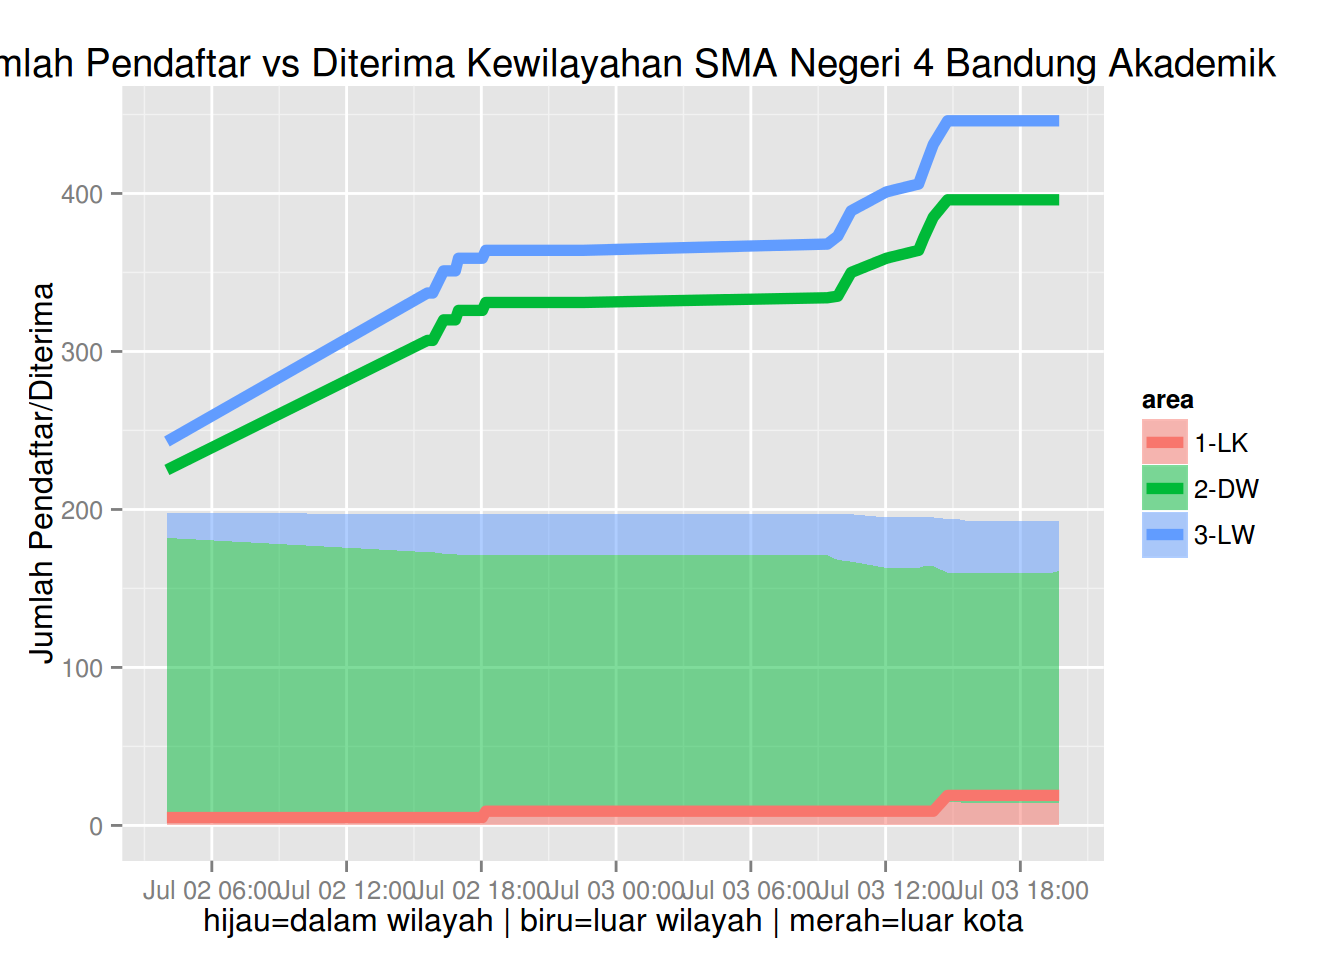 mlah Pendaftar vs Diterima Kewilayahan SMA Negeri 4 Bandung Akademik
Jumlah Pendaftar/Diterima
400
300
200
100
0
Jul 02 06:00
Jul 02 12:00
Jul 02 18:00
Jul 03 00:00
Jul 03 06:00
Jul 03 12:00
Jul 03 18:00
hijau=dalam wilayah | biru=luar wilayah | merah=luar kota
area
1-LK
2-DW
3-LW